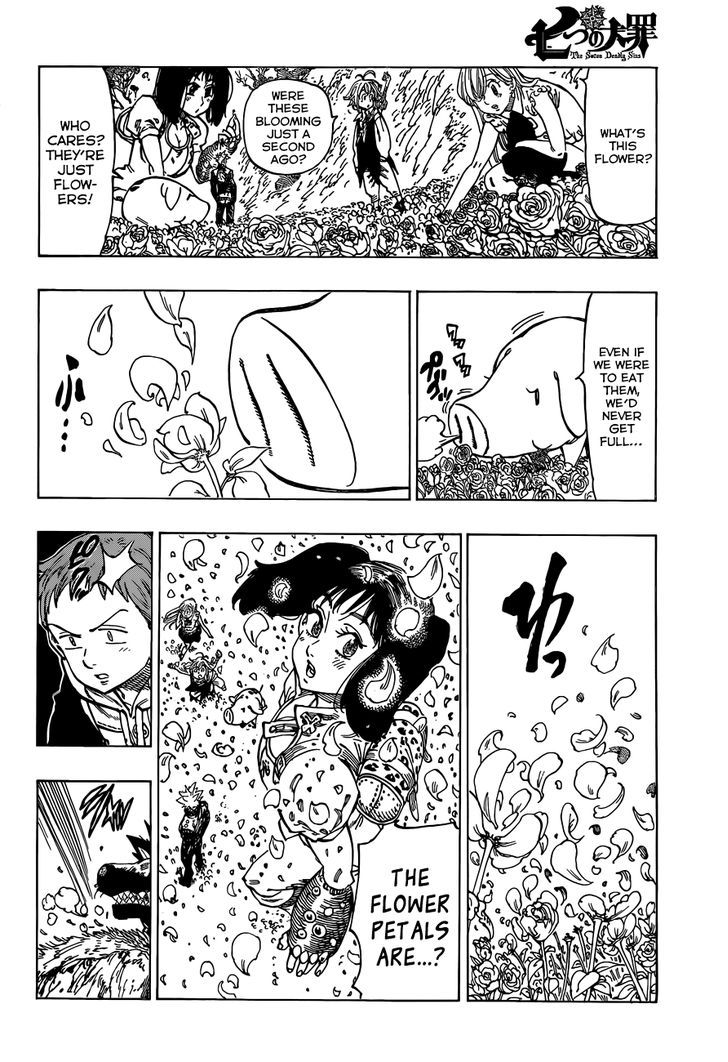 七つの大罪
The Seven Deadly Sins
WHAT'S
THIS
FLOWER?
WERE
THESE
BLOOMING
JUST A
SECOND
AGO?
WHO
CARES?
THEY'RE
JUST
FLOW-
ERS!
EVEN IF
WE WERE
TO EAT
THEM,
WE'D
NEVER
GET
FULL...
THE
FLOWER
PETALS
ARE...?